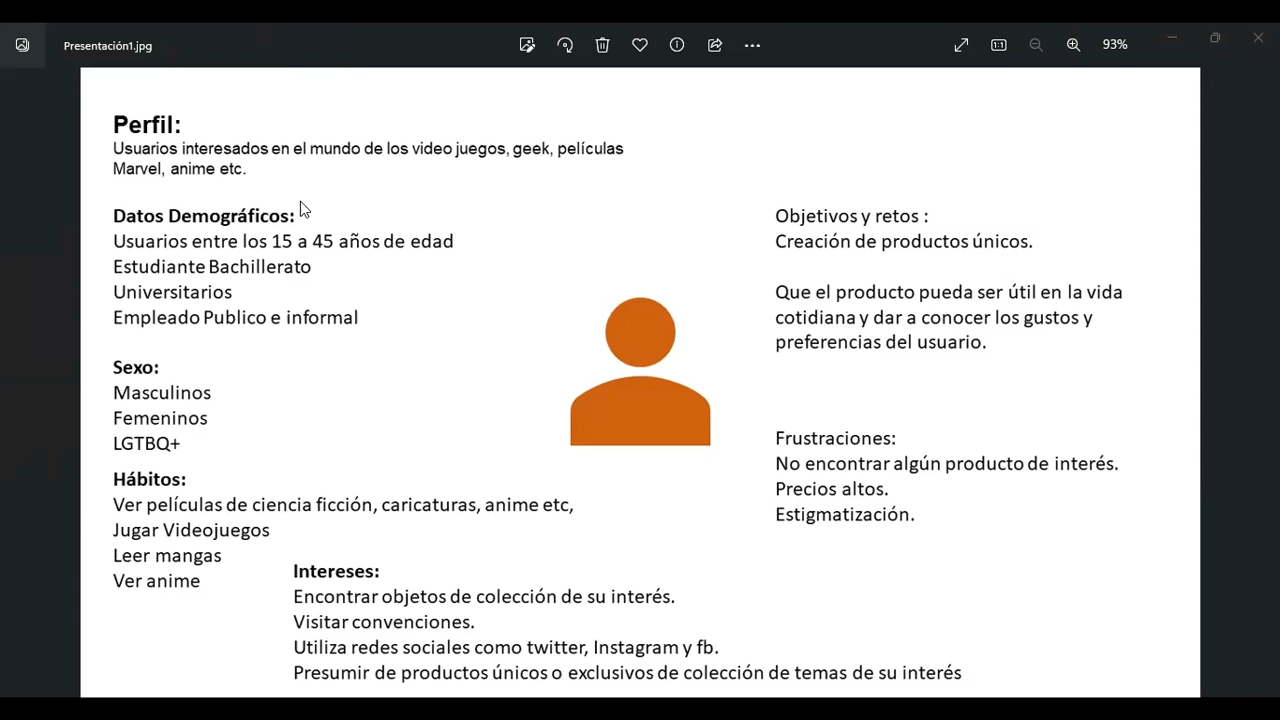 Presentación1.jpg
93%
Perfil:
Usuarios interesados en el mundo de los video juegos, geek, películas
Marvel, anime etc.
Datos Demográficos:
Usuarios entre los 15 a 45 años de edad
Estudiante Bachillerato
Universitarios
Empleado Publico e informal
Sexo:
Masculinos
Femeninos
LGTBQ+
Hábitos:
Ver películas de ciencia ficción, caricaturas, anime etc,
Jugar Videojuegos
Leer mangas
Ver anime
Intereses:
Encontrar objetos de colección de su interés.
Visitar convenciones.
Utiliza redes sociales como twitter, Instagram y fb.
Presumir de productos únicos o exclusivos de colección de temas de su interés
Objetivos y retos :
Creación de productos únicos.
Que el producto pueda ser útil en la vida
cotidiana y dar a conocer los gustos y
preferencias del usuario.
Frustraciones:
No encontrar algún producto de interés.
Precios altos.
Estigmatización.